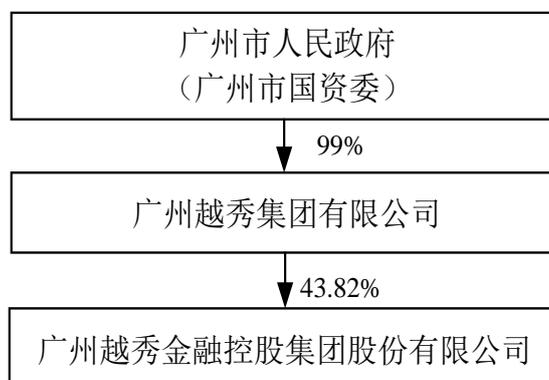 广州市人民政府
（广州市国资委）
99%
广州越秀集团有限公司
43.82%
广州越秀金融控股集团股份有限公司